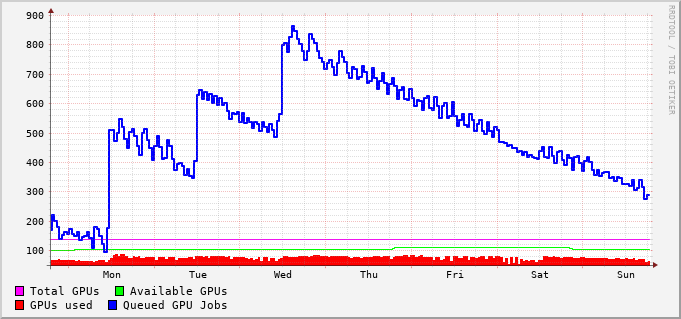 900
800
700
600
500
400
300
200
100
Mon Tue Wed Thu Fri Sat Sun
Total GPUs Available GPUs
GPUs used Queued GPU Jobs
RRDTOOL / TOBI OETIKER